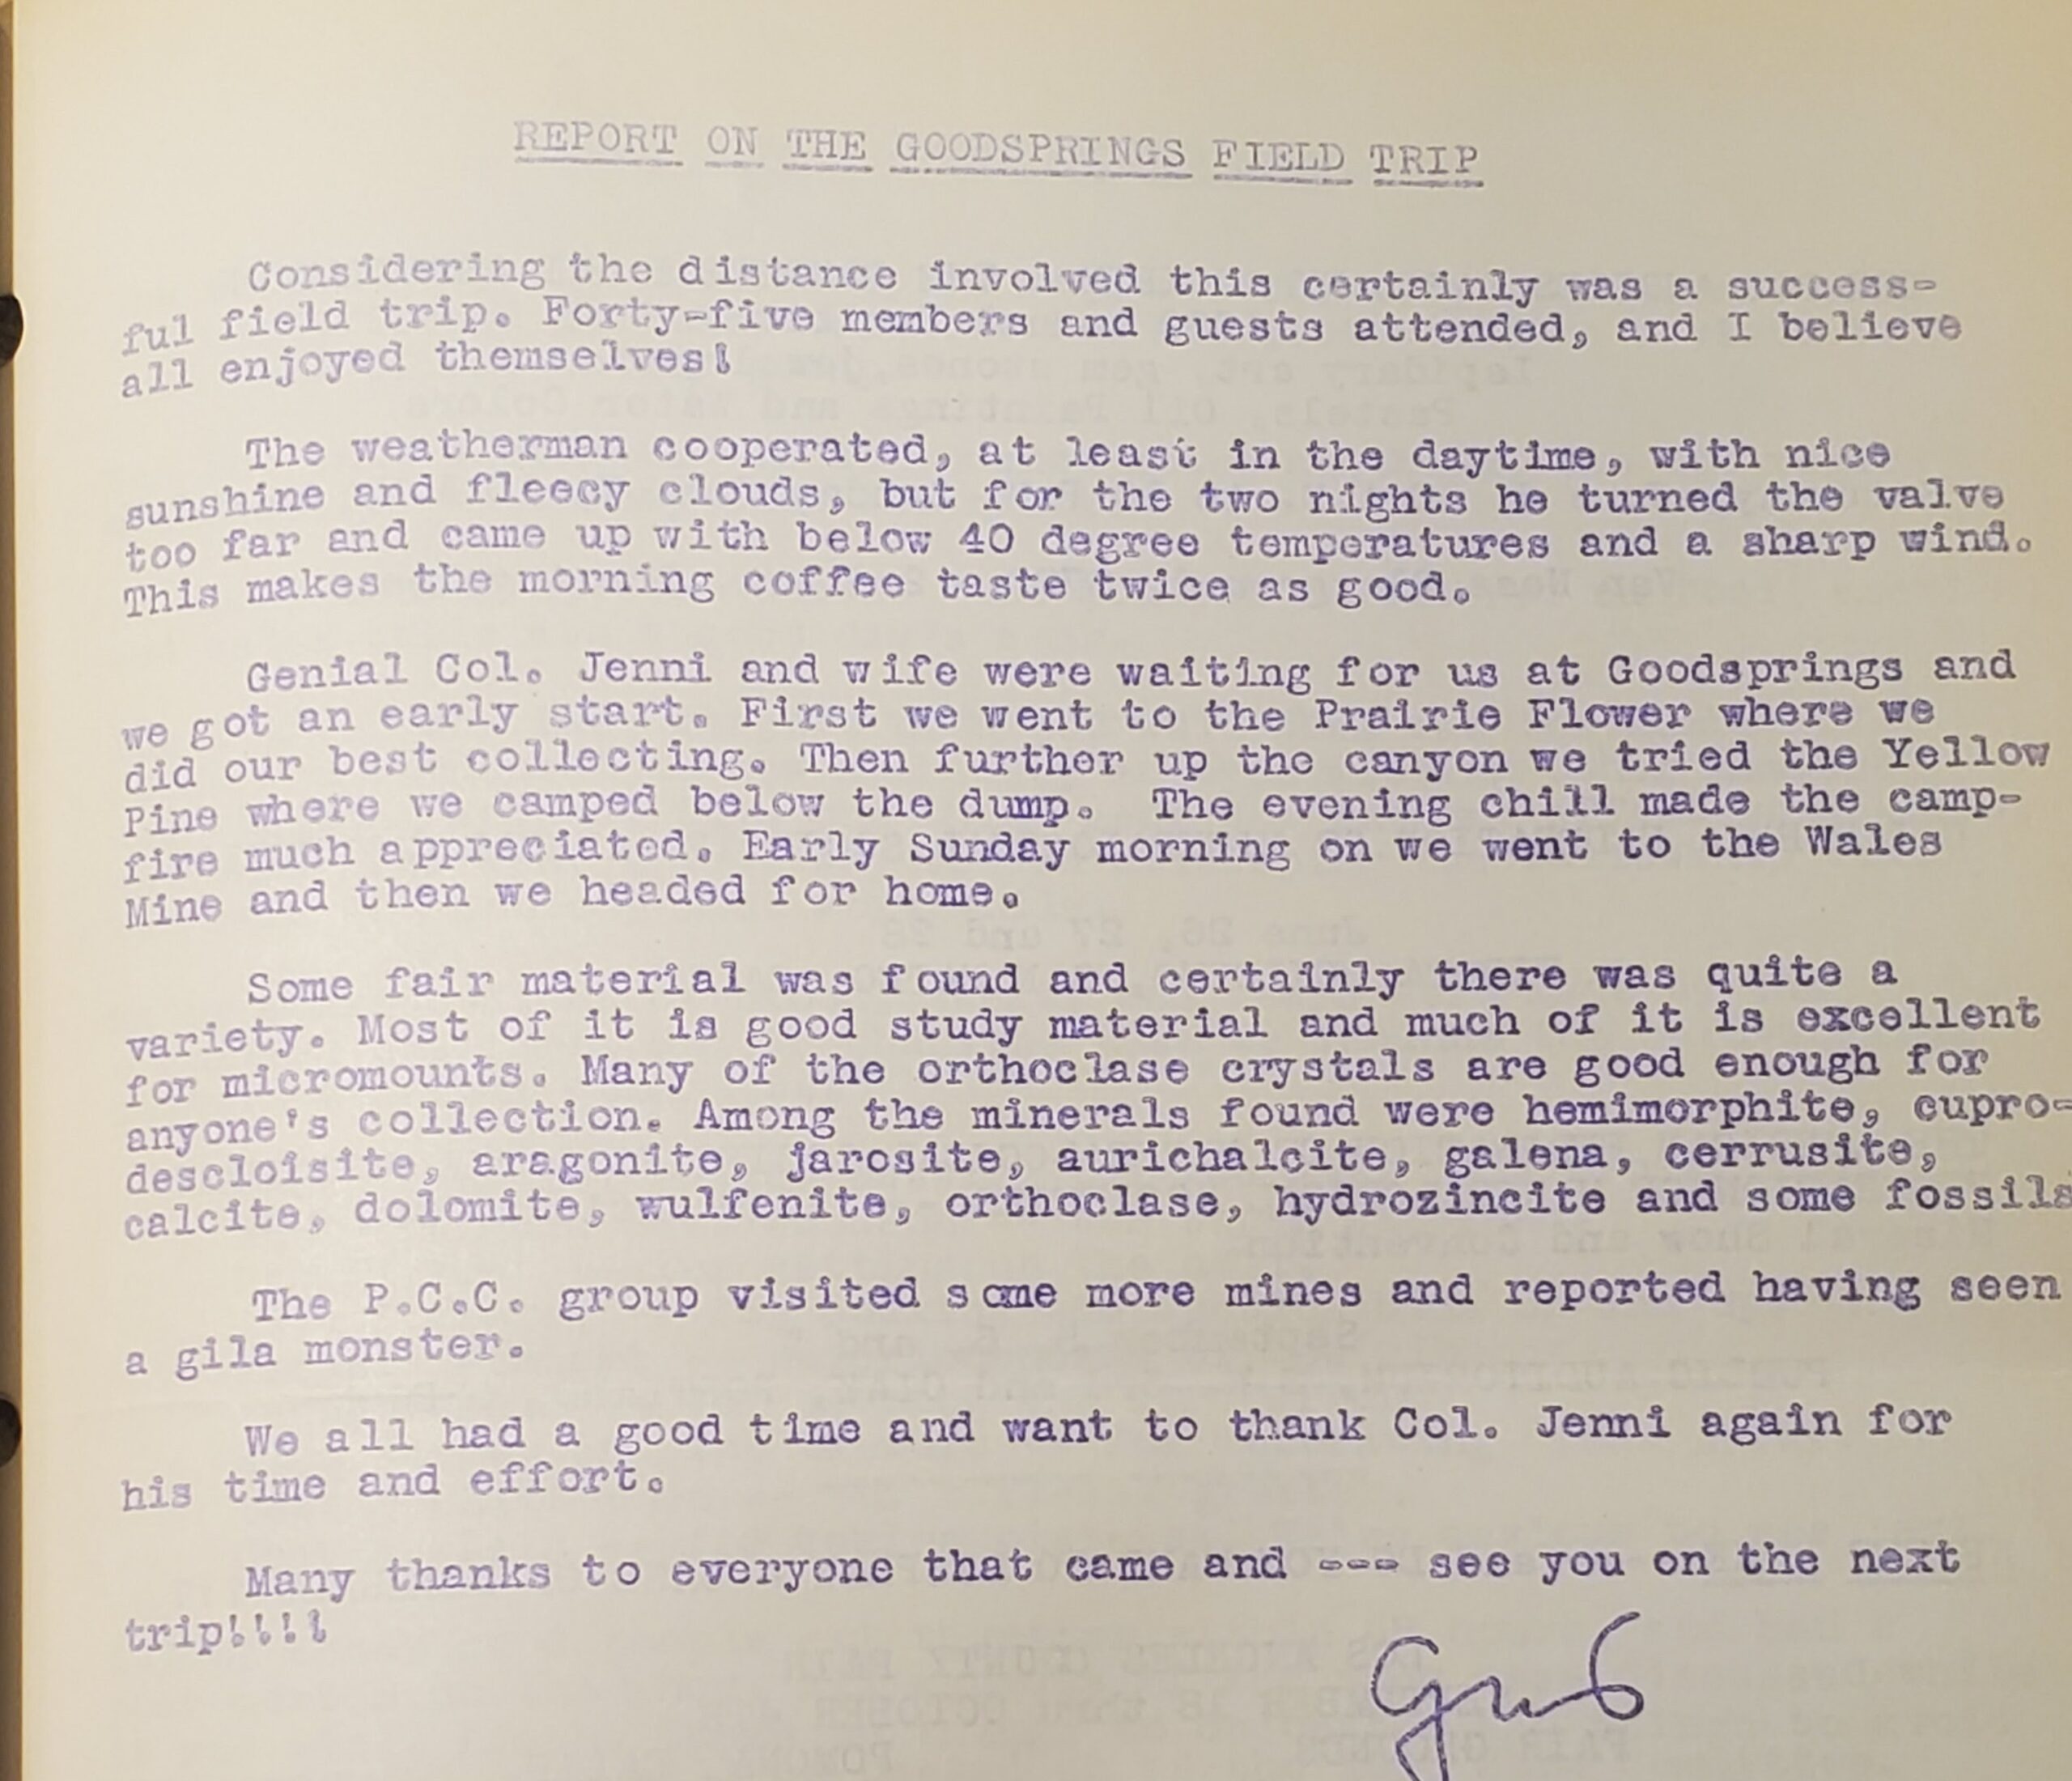 REPORT ON THE GOODSPRINGS FIELD TRIP
Considering the distance involved this certainly was a success-
ful field trip. Forty-five members and guests attended, and I believe
all enjoyed themselves!
The weatherman cooperated, at least in the daytime, with nice
sunshine and fleecy clouds, but for the two nights he turned the valve
too far and came up with below 40 degree temperatures and a sharp wind.
This makes the morning coffee taste twice as good.
Genial Col. Jenni and wife were waiting for us at Goodsprings and
we got an early start. First we went to the Prairie Flower where we
did our best collecting. Then further up the canyon we tried the Yellow
Pine where we camped below the dump. The evening chill made the camp-
fire much appreciated. Early Sunday morning on we went to the Wales
Mine and then we headed for home.
Some fair material was found and certainly there was quite a
variety. Most of it is good study material and much of it is excellent
for micromounts. Many of the orthoclase crystals are good enough for
anyone's collection. Among the minerals found were hemimorphite, cupro-
descloisite, aragonite, jarosite, aurichalcite, galena, cerrusite,
calcite, dolomite, wulfenite, orthoclase, hydrozincite and some fossils
The P.C.C. group visited some more mines and reported having seen
a gila monster.
We all had a good time and want to thank Col. Jenni again for
his time and effort.
Many thanks to everyone that came and --- see you on the next
trip!!!!